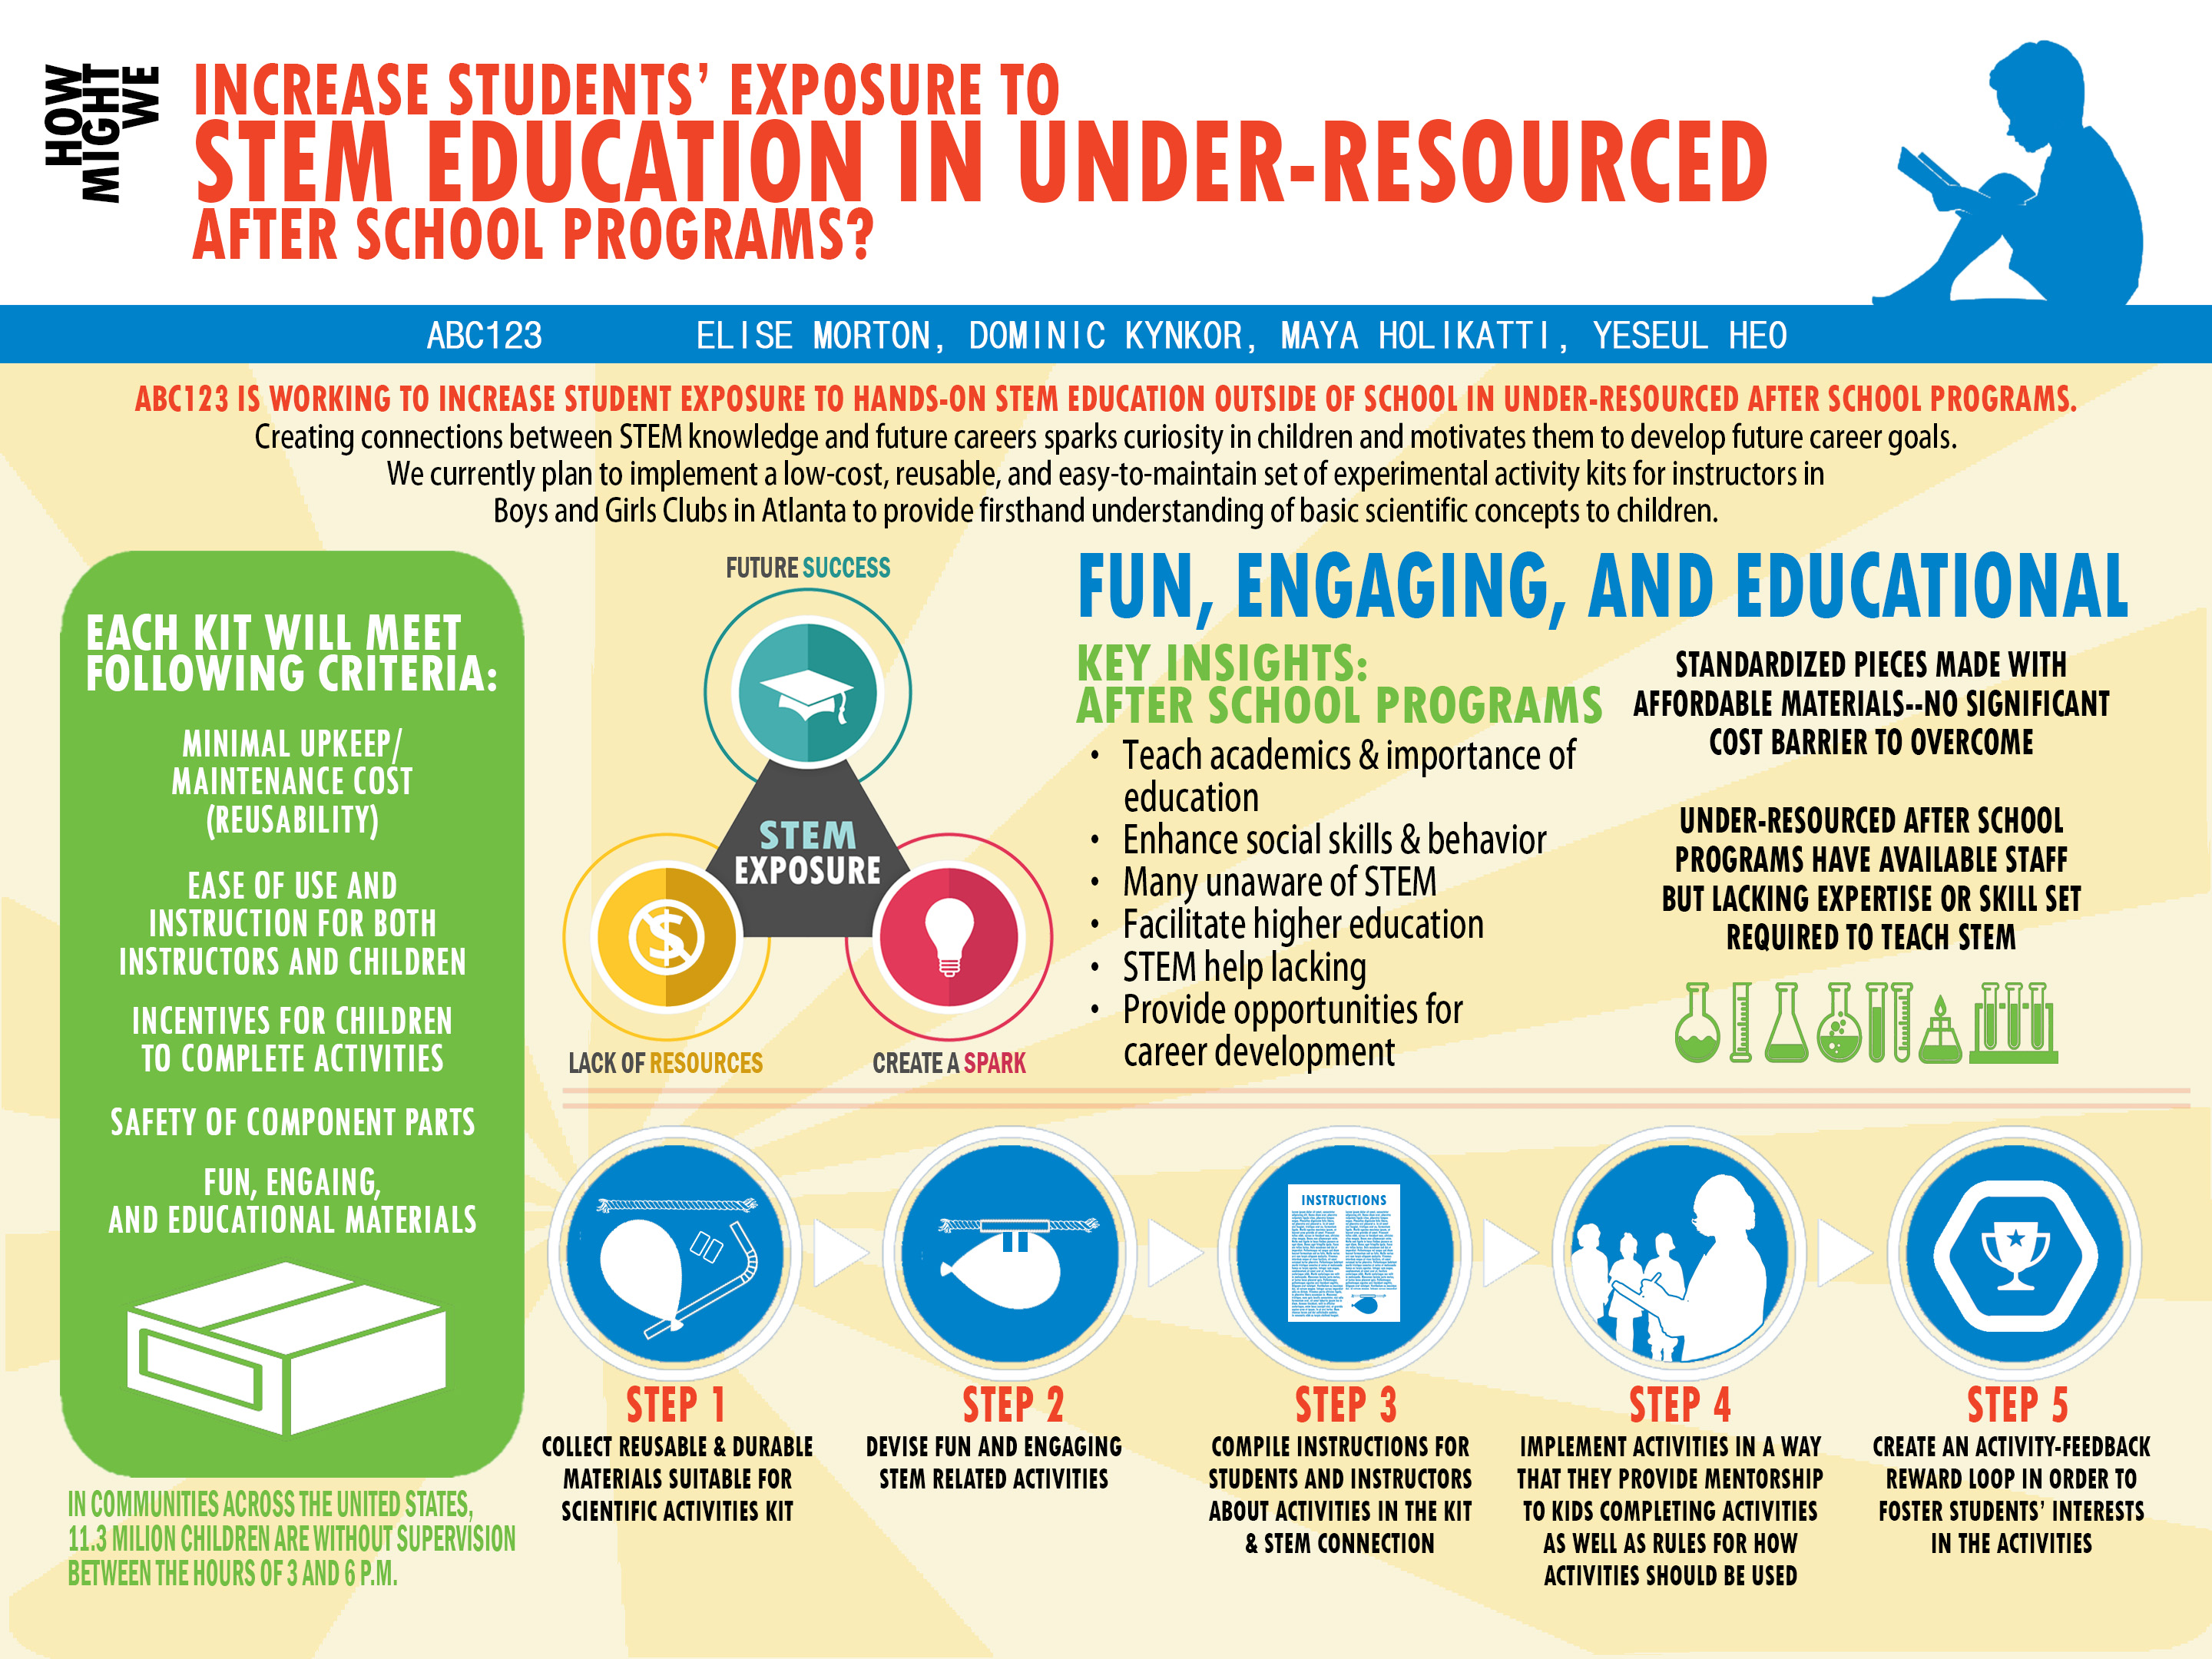 HOW
MIGHT
WE
INCREASE STUDENTS' EXPOSURE TO
STEM EDUCATION IN UNDER-RESOURCED
AFTER SCHOOL PROGRAMS?
ABC123 ELISE MORTON, DOMINIC KYNKOR, MAYA HOLIKATTI, YESEUL HEO
ABC123 IS WORKING TO INCREASE STUDENT EXPOSURE TO HANDS-ON STEM EDUCATION OUTSIDE OF SCHOOL IN UNDER-RESOURCED AFTER SCHOOL PROGRAMS.
Creating connections between STEM knowledge and future careers sparks curiosity in children and motivates them to develop future career goals.
We currently plan to implement a low-cost, reusable, and easy-to-maintain set of experimental activity kits for instructors in
Boys and Girls Clubs in Atlanta to provide firsthand understanding of basic scientific concepts to children.
EACH KIT WILL MEET
FOLLOWING CRITERIA:
MINIMAL UPKEEP/
MAINTENANCE COST
(REUSABILITY)
EASE OF USE AND
INSTRUCTION FOR BOTH
INSTRUCTORS AND CHILDREN
INCENTIVES FOR CHILDREN
TO COMPLETE ACTIVITIES
SAFETY OF COMPONENT PARTS
FUN, ENGAING,
AND EDUCATIONAL MATERIALS
IN COMMUNITIES ACROSS THE UNITED STATES,
11.3 MILION CHILDREN ARE WITHOUT SUPERVISION
BETWEEN THE HOURS OF 3 AND 6 P.M.
FUTURE SUCCESS
STEM
EXPOSURE
LACK OF RESOURCES
CREATE A SPARK
FUN, ENGAGING, AND EDUCATIONAL
KEY INSIGHTS:
AFTER SCHOOL PROGRAMS
• Teach academics & importance of
education
• Enhance social skills & behavior
• Many unaware of STEM
• Facilitate higher education
• STEM help lacking
• Provide opportunities for
career development
STANDARDIZED PIECES MADE WITH
AFFORDABLE MATERIALS--NO SIGNIFICANT
COST BARRIER TO OVERCOME
UNDER-RESOURCED AFTER SCHOOL
PROGRAMS HAVE AVAILABLE STAFF
BUT LACKING EXPERTISE OR SKILL SET
REQUIRED TO TEACH STEM
STEP 1
COLLECT REUSABLE & DURABLE
MATERIALS SUITABLE FOR
SCIENTIFIC ACTIVITIES KIT
STEP 2
DEVISE FUN AND ENGAGING
STEM RELATED ACTIVITIES
INSTRUCTIONS
STEP 3
COMPILE INSTRUCTIONS FOR
STUDENTS AND INSTRUCTORS
ABOUT ACTIVITIES IN THE KIT
& STEM CONNECTION
STEP 4
IMPLEMENT ACTIVITIES IN A WAY
THAT THEY PROVIDE MENTORSHIP
TO KIDS COMPLETING ACTIVITIES
AS WELL AS RULES FOR HOW
ACTIVITIES SHOULD BE USED
STEP 5
CREATE AN ACTIVITY-FEEDBACK
REWARD LOOP IN ORDER TO
FOSTER STUDENTS' INTERESTS
IN THE ACTIVITIES